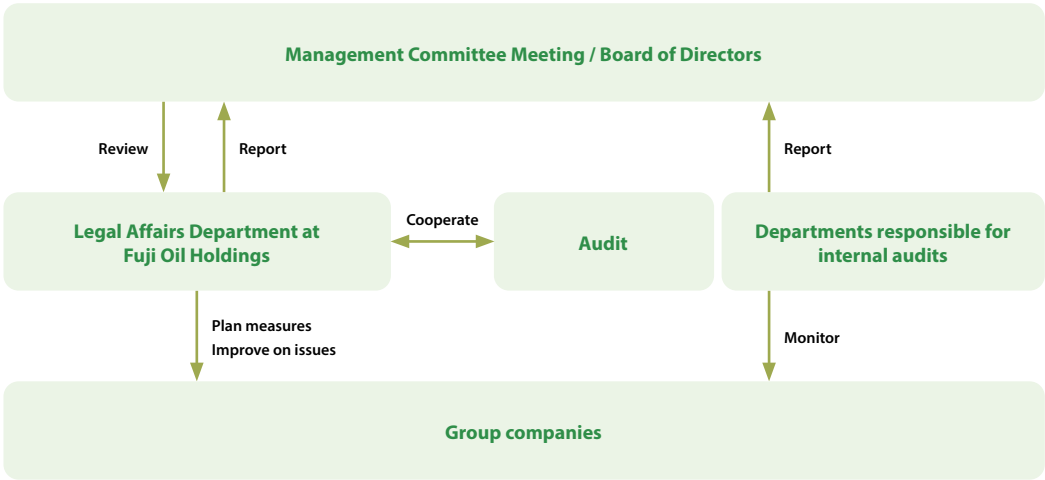 Management Committee Meeting / Board of Directors
Review
Report
Report
Legal Affairs Department at
Fuji Oil Holdings
Cooperate
Audit
Departments responsible for
internal audits
Plan measures
Improve on issues
Monitor
Group companies